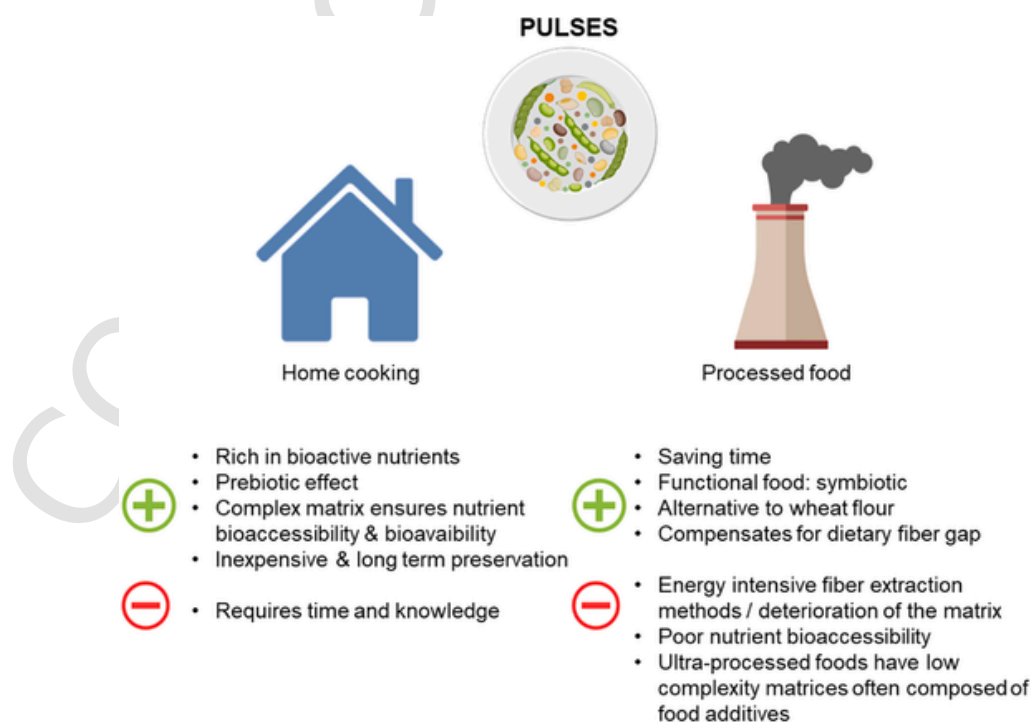 PULSES
Home cooking
Processed food
• Rich in bioactive nutrients
• Prebiotic effect
• Complex matrix ensures nutrient
bioaccessibility & bioavaibility
• Inexpensive & long term preservation
• Requires time and knowledge
• Saving time
• Functional food: symbiotic
• Alternative to wheat flour
• Compensates for dietary fiber gap
• Energy intensive fiber extraction
methods / deterioration of the matrix
• Poor nutrient bioaccessibility
• Ultra-processed foods have low
complexity matrices often composed of
food additives